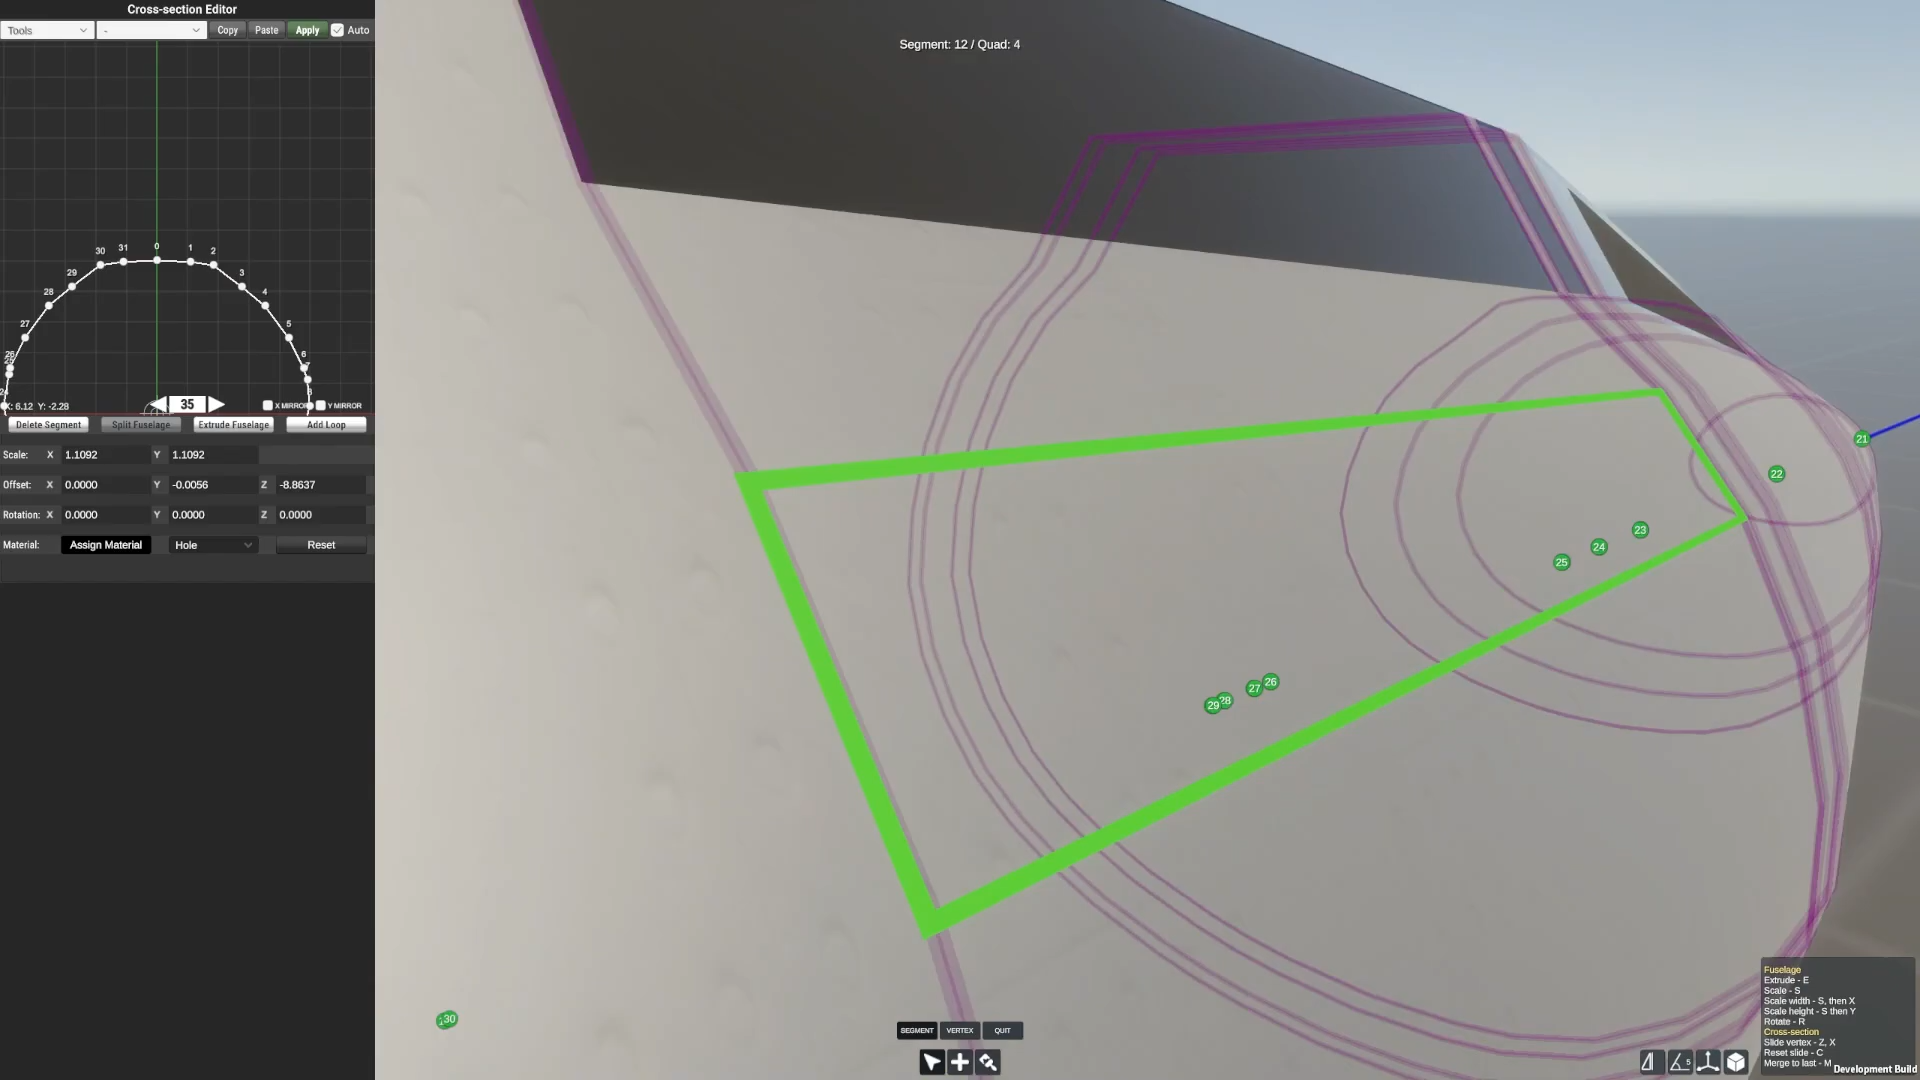 Cross-section Editor
Tools - Copy Paste Apply Auto
Segment: 12 / Quad: 4
30 31 0 1 2
29 3
28 4
27 5
26 6
7
X: 6.12 Y: -2.28 35 X MIRROR Y MIRROR
Delete Segment Split Fuselage Extrude Fuselage Add Loop
Scale: X 1.1092 Y 1.1092
Offset: X 0.0000 Y -0.0056 Z -8.8637
Rotation: X 0.0000 Y 0.0000 Z 0.0000
Material: Assign Material Hole Reset
21
22
23
24
25
26
27
28
29
30
SEGMENT VERTEX QUIT
Fuselage
Extrude - E
Scale - S
Scale width - S, then X
Scale height - S then Y
Rotate - R
Cross-section
Slide vertex - Z, X
Reset slide - C
Merge to last - M
Development Build